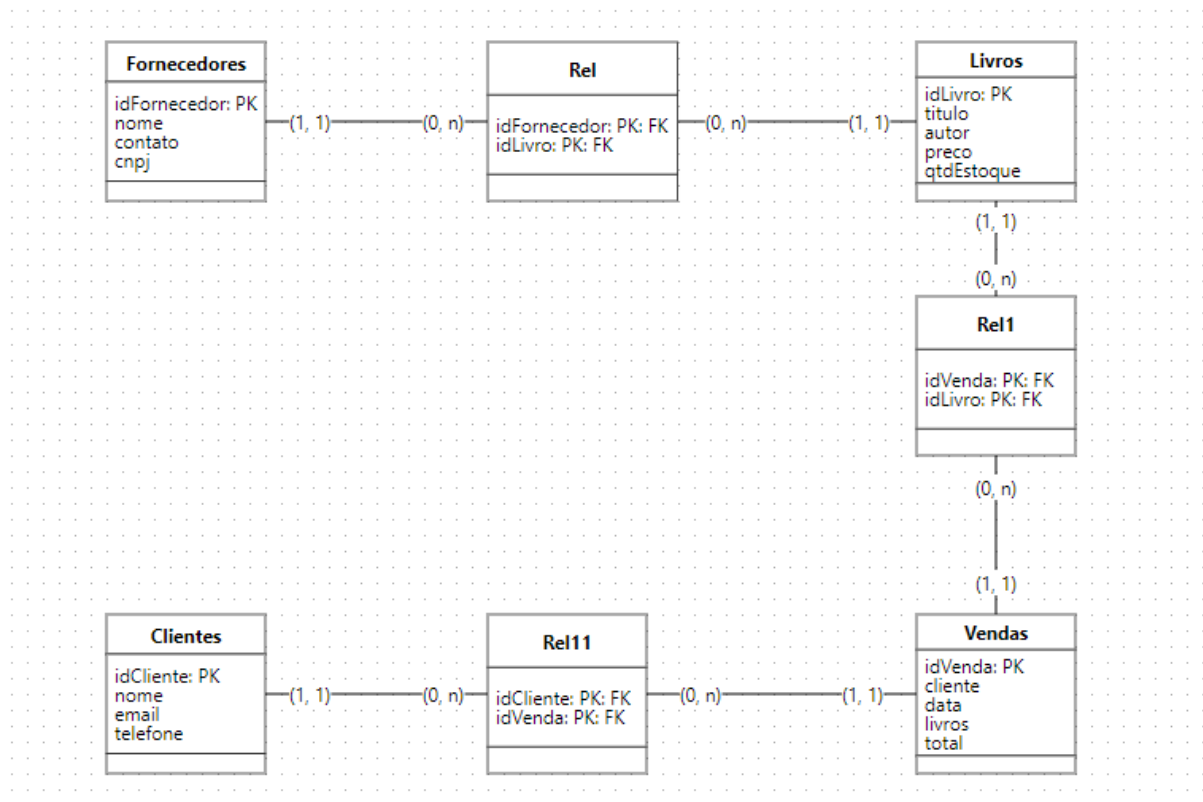 Fornecedores
idFornecedor: PK
nome
contato
cnpj
(1, 1)
(0, n)
Rel
idFornecedor: PK: FK
idLivro: PK: FK
(0, n)
(1, 1)
Livros
idLivro: PK
titulo
autor
preco
qtdEstoque
(1, 1)
(0, n)
Rel1
idVenda: PK: FK
idLivro: PK: FK
(0, n)
(1, 1)
Clientes
idCliente: PK
nome
email
telefone
(1, 1)
(0, n)
Rel11
idCliente: PK: FK
idVenda: PK: FK
(0, n)
(1, 1)
Vendas
idVenda: PK
cliente
data
livros
total